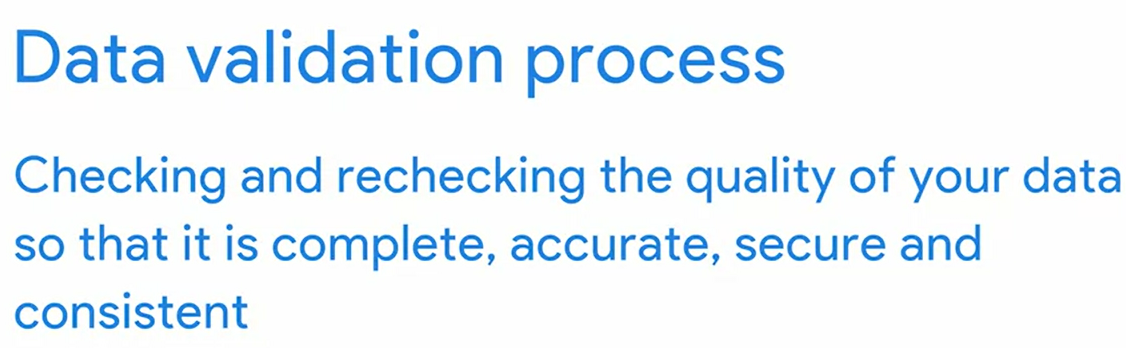 Data validation process
Checking and rechecking the quality of your data
so that it is complete, accurate, secure and
consistent